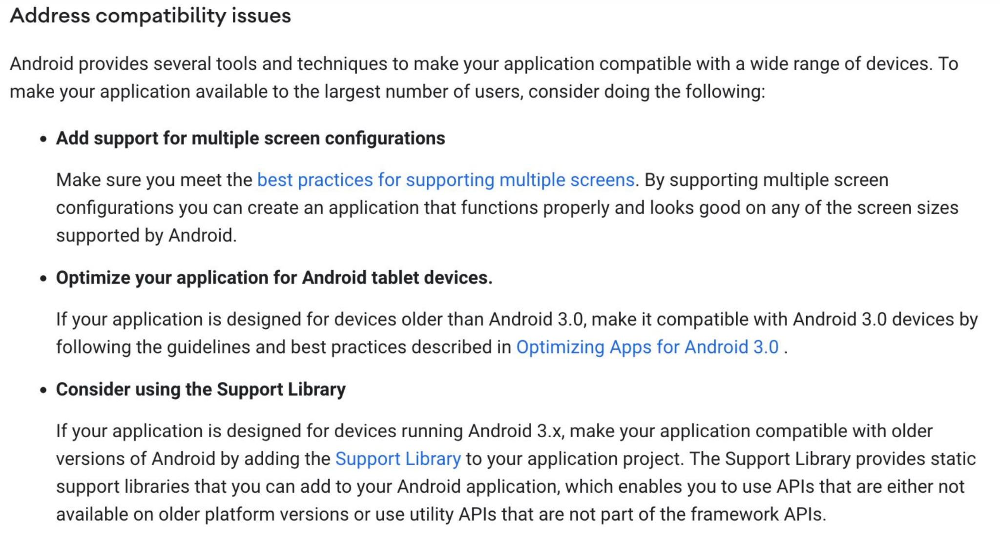 Address compatibility issues
Android provides several tools and techniques to make your application compatible with a wide range of devices. To
make your application available to the largest number of users, consider doing the following:
• Add support for multiple screen configurations
Make sure you meet the best practices for supporting multiple screens. By supporting multiple screen
configurations you can create an application that functions properly and looks good on any of the screen sizes
supported by Android.
• Optimize your application for Android tablet devices.
If your application is designed for devices older than Android 3.0, make it compatible with Android 3.0 devices by
following the guidelines and best practices described in Optimizing Apps for Android 3.0 .
• Consider using the Support Library
If your application is designed for devices running Android 3.x, make your application compatible with older
versions of Android by adding the Support Library to your application project. The Support Library provides static
support libraries that you can add to your Android application, which enables you to use APIs that are either not
available on older platform versions or use utility APIs that are not part of the framework APIs.